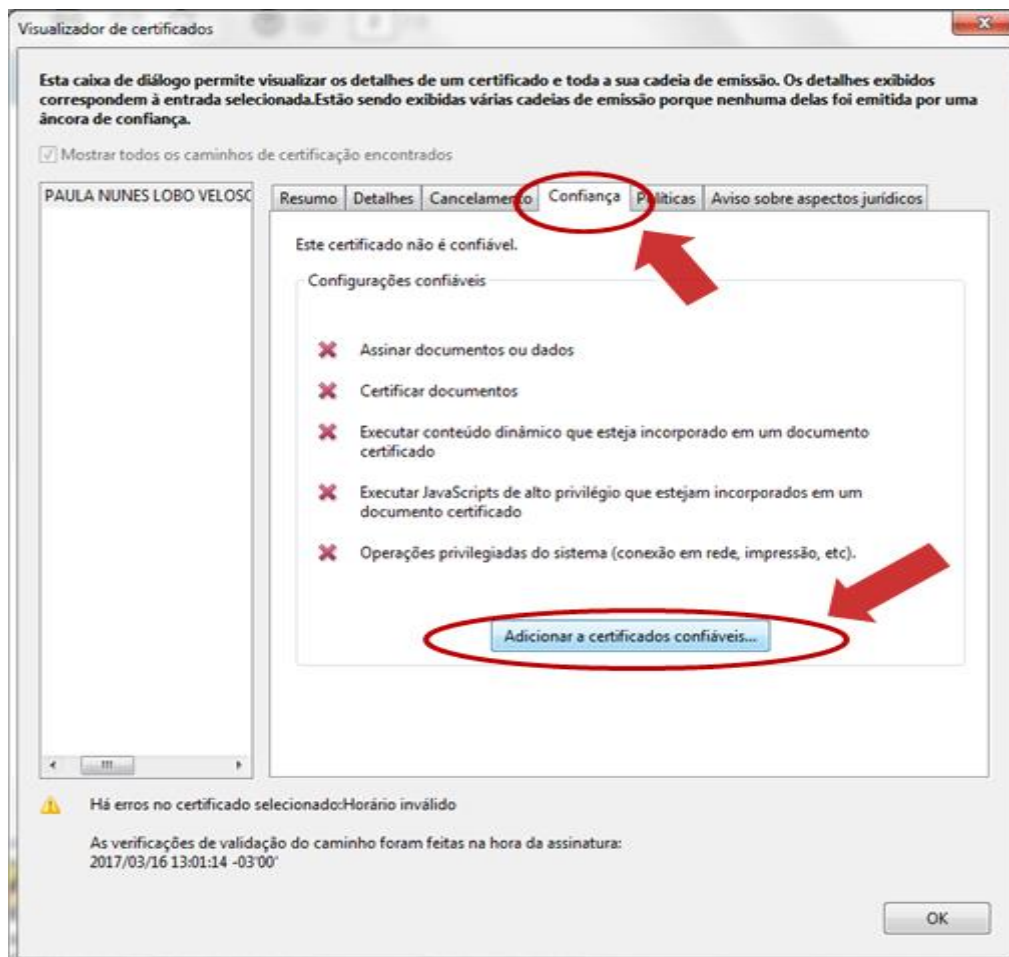 Visualizador de certificados
Esta caixa de diálogo permite visualizar os detalhes de um certificado e toda a sua cadeia de emissão. Os detalhes exibidos
correspondem à entrada selecionada.Estão sendo exibidas várias cadeias de emissão porque nenhuma delas foi emitida por uma
âncora de confiança.
Mostrar todos os caminhos de certificação encontrados
PAULA NUNES LOBO VELOSO
Resumo Detalhes Cancelamento Confiança Políticas Aviso sobre aspectos jurídicos
Este certificado não é confiável.
Configurações confiáveis
Assinar documentos ou dados
Certificar documentos
Executar conteúdo dinâmico que esteja incorporado em um documento
certificado
Executar JavaScripts de alto privilégio que estejam incorporados em um
documento certificado
Operações privilegiadas do sistema (conexão em rede, impressão, etc).
Adicionar a certificados confiáveis...
Há erros no certificado selecionado:Horário inválido
As verificações de validação do caminho foram feitas na hora da assinatura:
2017/03/16 13:01:14 -03'00'
OK